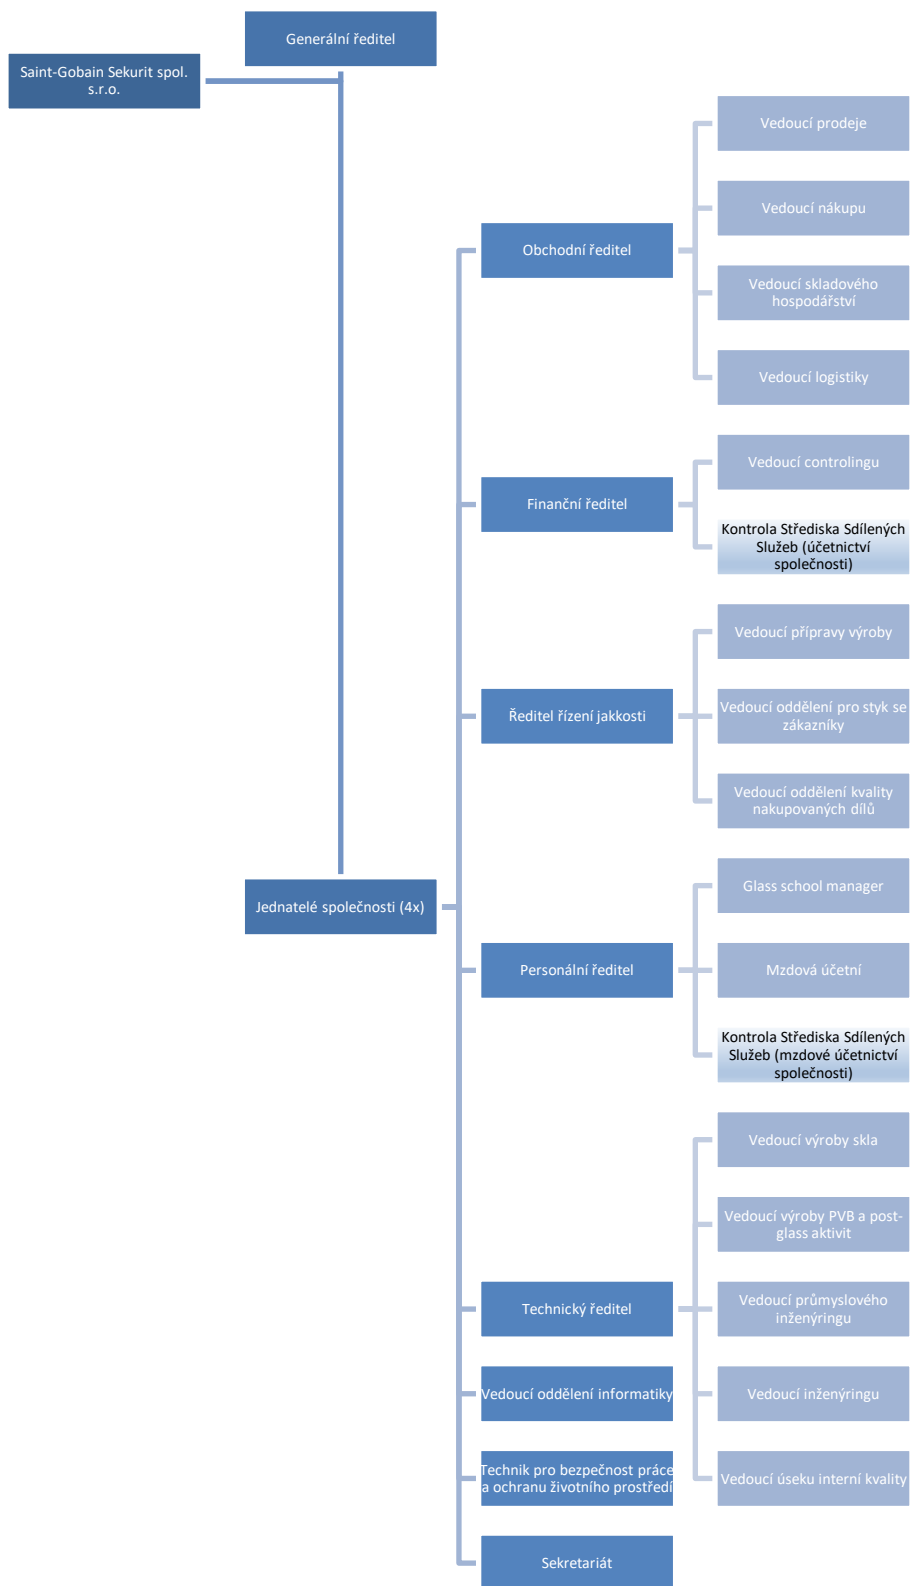 Generální ředitel
Saint-Gobain Sekurit spol.
s.r.o.
Vedoucí prodeje
Vedoucí nákupu
Obchodní ředitel
Vedoucí skladového
hospodářství
Vedoucí logistiky
Vedoucí controlingu
Finanční ředitel
Kontrola Střediska Sdílených
Služeb (účetnictví
společnosti)
Vedoucí přípravy výroby
Ředitel řízení jakkosti
Vedoucí oddělení pro styk se
zákazníky
Vedoucí oddělení kvality
nakupovaných dílů
Jednatelé společnosti (4x)
Glass school manager
Personální ředitel
Mzdová účetní
Kontrola Střediska Sdílených
Služeb (mzdové účetnictví
společnosti)
Vedoucí výroby skla
Vedoucí výroby PVB a post-
glass aktivit
Technický ředitel
Vedoucí průmyslového
inženýringu
Vedoucí oddělení informatiky
Vedoucí inženýringu
Technik pro bezpečnost práce
a ochranu životního prostředí
Vedoucí úseku interní kvality
Sekretariát